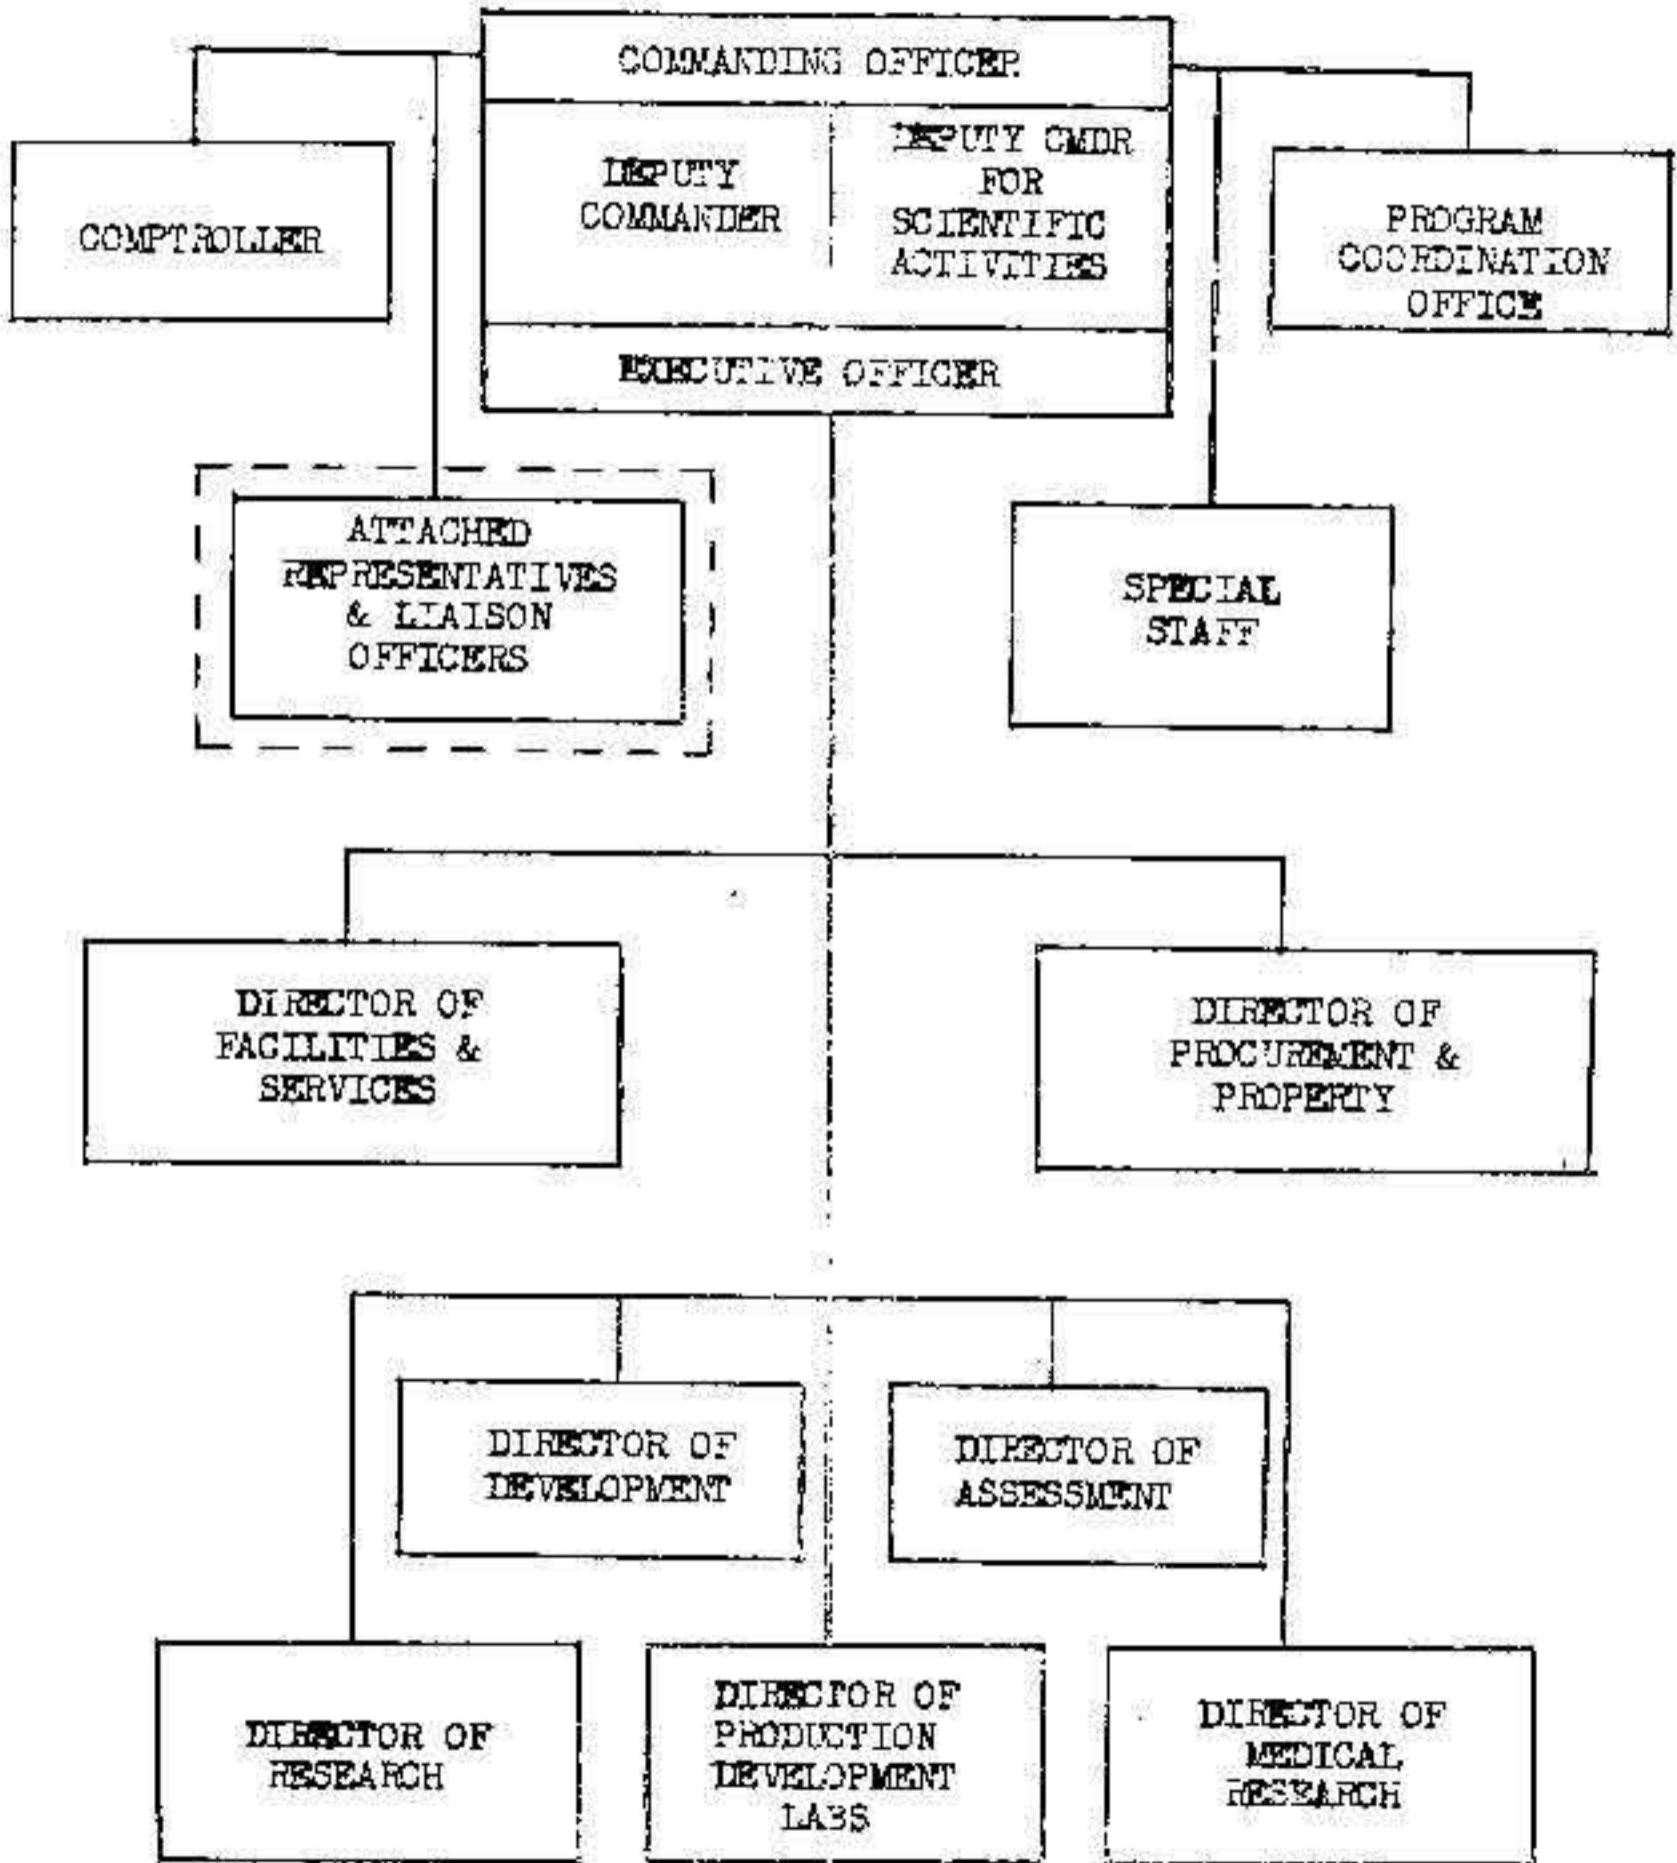 COMMANDING OFFICER
DEPUTY
COMMANDER
DEPUTY CMDR
FOR
SCIENTIFIC
ACTIVITIES
EXECUTIVE OFFICER
COMPTROLLER
PROGRAM
COORDINATION
OFFICE
ATTACHED
REPRESENTATIVES
& LIAISON
OFFICERS
SPECIAL
STAFF
DIRECTOR OF
FACILITIES &
SERVICES
DIRECTOR OF
PROCUREMENT &
PROPERTY
DIRECTOR OF
DEVELOPMENT
DIRECTOR OF
ASSESSMENT
DIRECTOR OF
RESEARCH
DIRECTOR OF
PRODUCTION
DEVELOPMENT
LABS
DIRECTOR OF
MEDICAL
RESEARCH